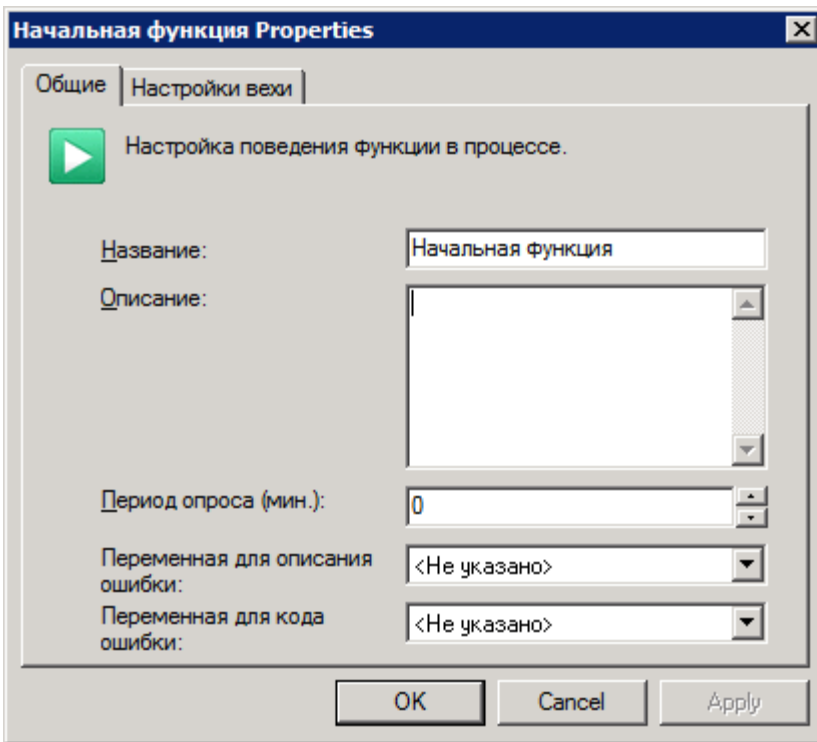 Начальная функция Properties
Общие
Настройки вехи
Настройка поведения функции в процессе.
Название:
Начальная функция
Описание:
Период опроса (мин.):
0
Переменная для описания
ошибки:
<Не указано>
Переменная для кода
ошибки:
<Не указано>
OK
Cancel
Apply